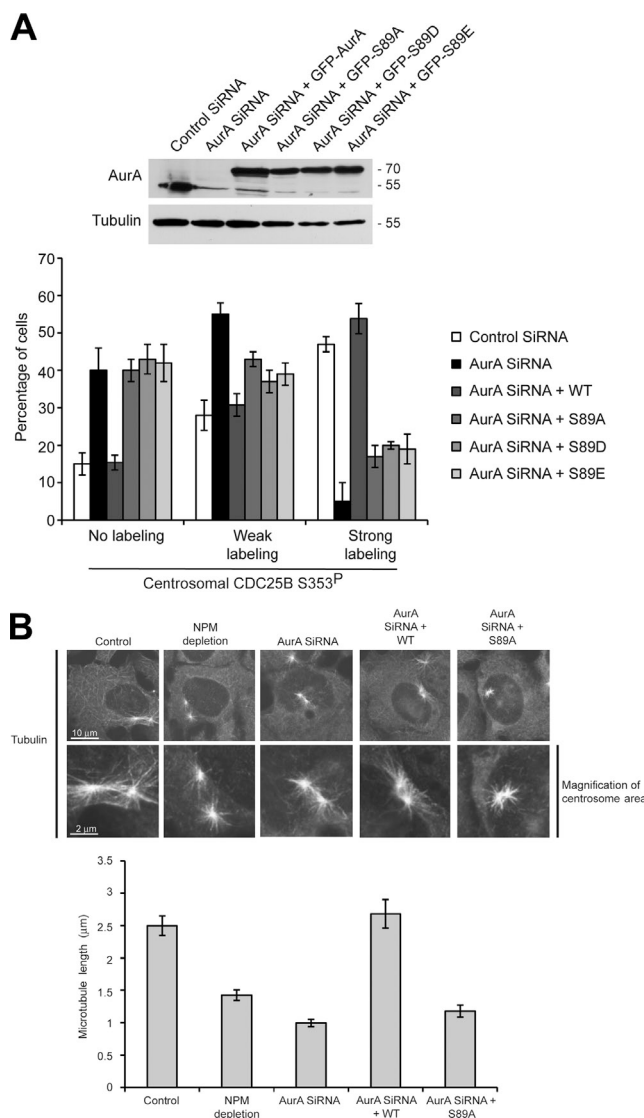 A
Control SiRNA
AurA SiRNA
AurA SiRNA + GFP-AurA
AurA SiRNA + GFP-S89A
AurA SiRNA + GFP-S89D
AurA SiRNA + GFP-S89E
AurA
- 70
- 55
Tubulin
- 55
Percentage of cells
70
60
50
40
30
20
10
0
No labeling
Weak
labeling
Strong
labeling
Centrosomal CDC25B S353P
Control SiRNA
AurA SiRNA
AurA SiRNA + WT
AurA SiRNA + S89A
AurA SiRNA + S89D
AurA SiRNA + S89E
B
Control
NPM
depletion
AurA SiRNA
AurA
SiRNA +
WT
AurA
SiRNA +
S89A
Tubulin
10 μm
2 μm
Magnification of
centrosome area
Microtubule length (μm)
3.5
3
2.5
2
1.5
1
0.5
0
Control
NPM
depletion
AurA SiRNA
AurA SiRNA
+ WT
AurA SiRNA +
S89A